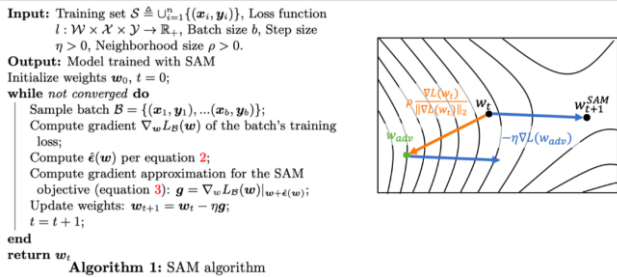 Input: Training set 𝒮 ≜ ∪ⁿᵢ₌₁{(𝒙ᵢ, 𝒚ᵢ)}, Loss function
l : 𝒲 × 𝒳 × 𝒴 → ℝ₊, Batch size b, Step size
η > 0, Neighborhood size ρ > 0.
Output: Model trained with SAM
Initialize weights 𝒘₀, t = 0;
while not converged do
Sample batch ℬ = {(𝒙₁, 𝒚₁), ...(𝒙_b, 𝒚_b)};
Compute gradient ∇_𝒘 L_ℬ(𝒘) of the batch's training
loss;
Compute ε̂(𝒘) per equation 2;
Compute gradient approximation for the SAM
objective (equation 3): 𝒈 = ∇_𝒘 L_ℬ(𝒘)|_{𝒘+ε̂(𝒘)};
Update weights: 𝒘_{t+1} = 𝒘_t − η𝒈;
t = t + 1;
end
return 𝒘_t
Algorithm 1: SAM algorithm
ρ ∇L(w_t) / ‖∇L(w_t)‖₂
w_t
w_{t+1}^{SAM}
w_{adv}
−η∇L(w_{adv})